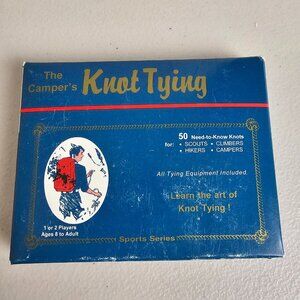 The
Camper's
Knot Tying
50 Need-to-Know Knots
for: • SCOUTS • CLIMBERS
• HIKERS • CAMPERS
All Tying Equipment Included
Learn the art of
Knot Tying !
1 or 2 Players
Ages 8 to Adult
Sports Series